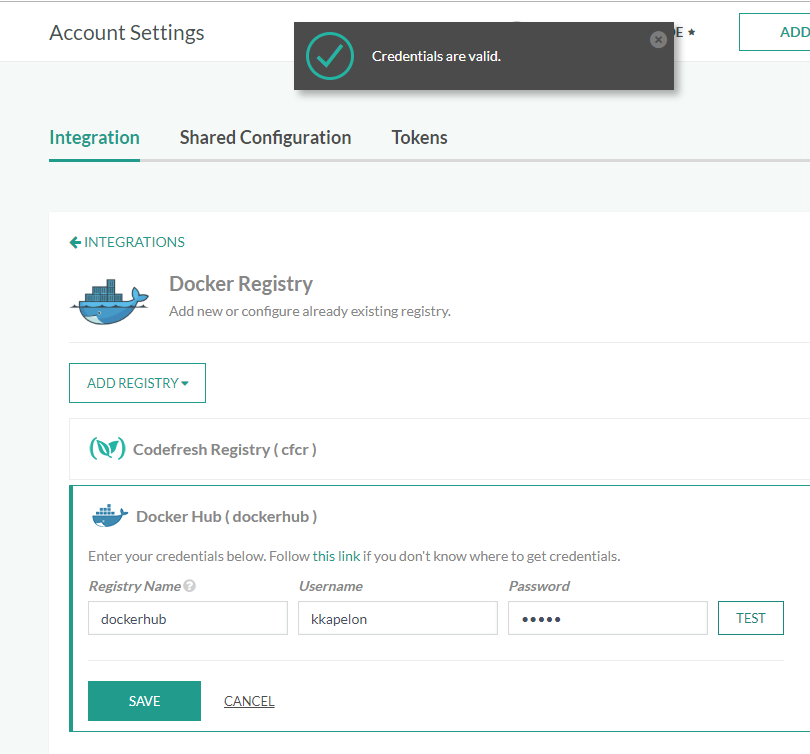 Account Settings
Credentials are valid.
ADD
Integration
Shared Configuration
Tokens
INTEGRATIONS
Docker Registry
Add new or configure already existing registry.
ADD REGISTRY
Codefresh Registry ( cfcr )
Docker Hub ( dockerhub )
Enter your credentials below. Follow this link if you don't know where to get credentials.
Registry Name
Username
Password
dockerhub
kkapelon
•••••
TEST
SAVE
CANCEL